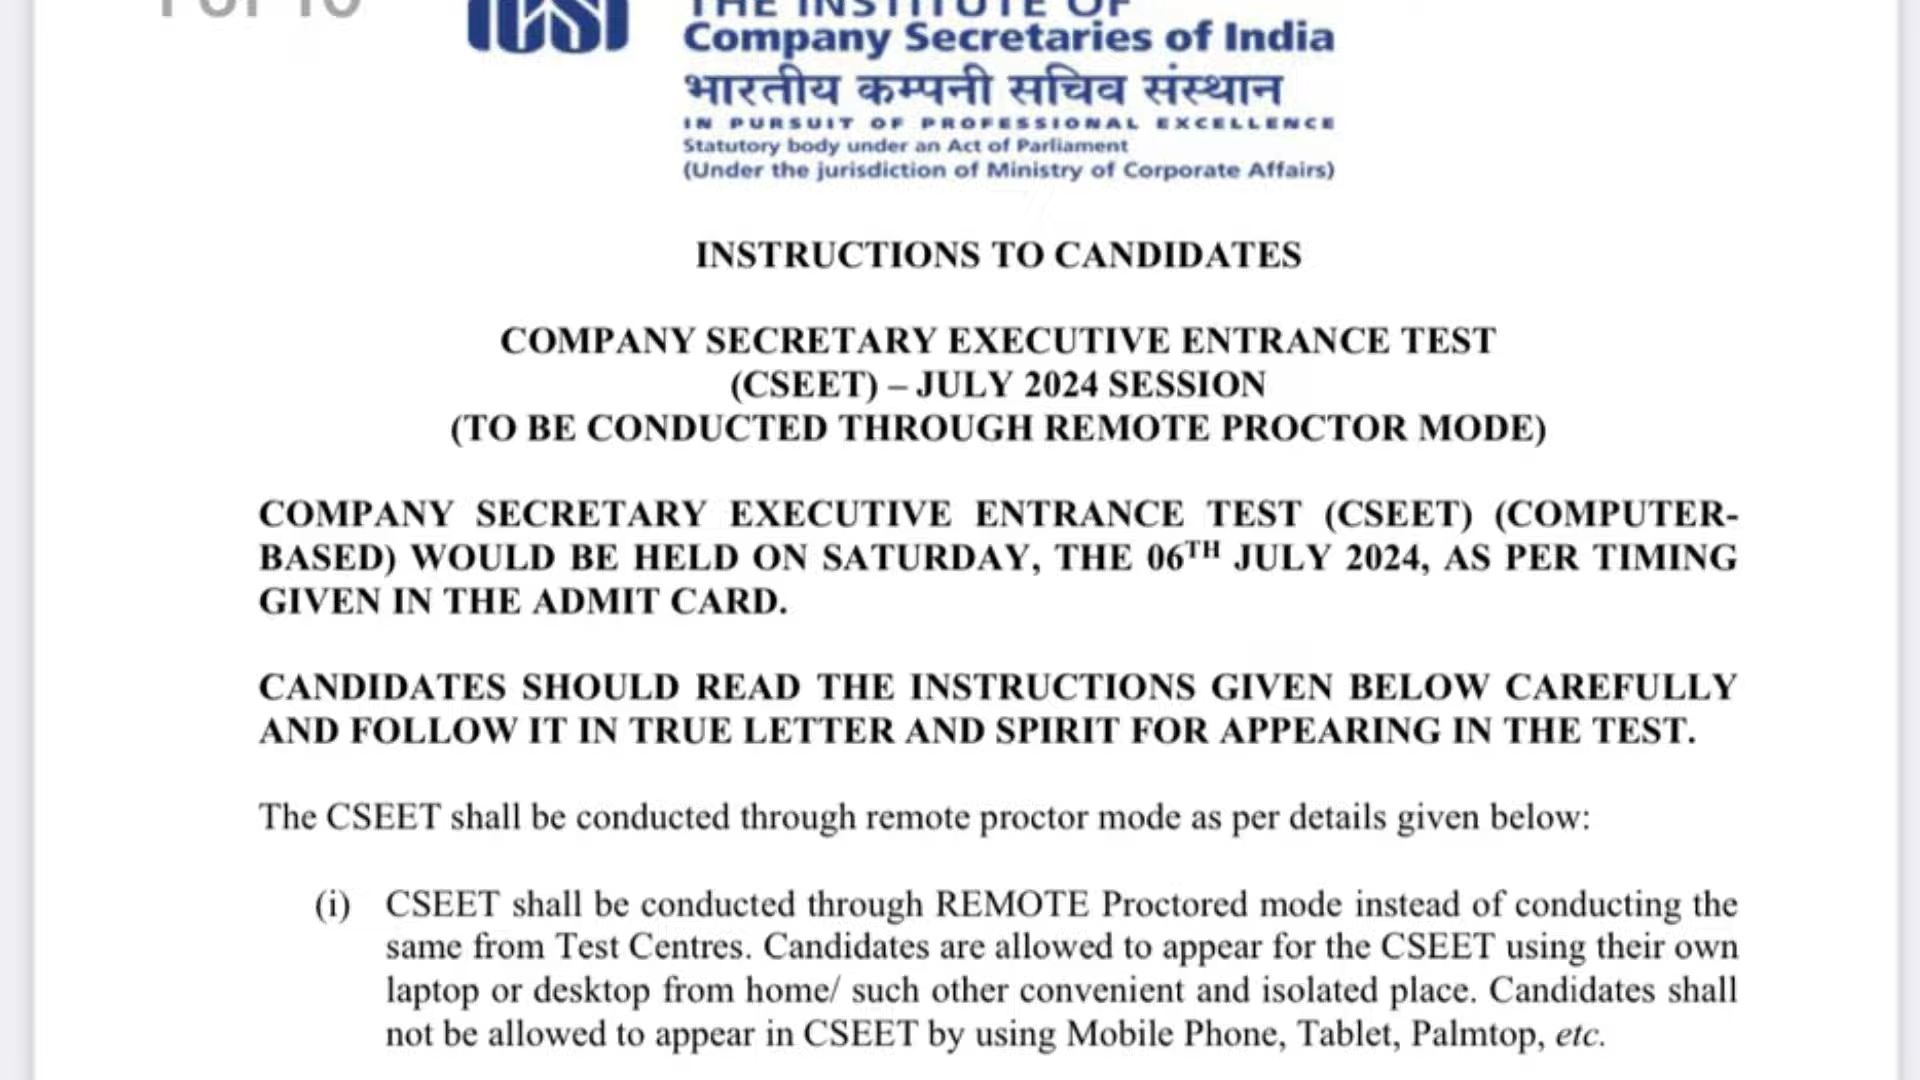 1 of 10
ICSI
THE INSTITUTE OF
Company Secretaries of India
भारतीय कम्पनी सचिव संस्थान
IN PURSUIT OF PROFESSIONAL EXCELLENCE
Statutory body under an Act of Parliament
(Under the jurisdiction of Ministry of Corporate Affairs)
INSTRUCTIONS TO CANDIDATES
COMPANY SECRETARY EXECUTIVE ENTRANCE TEST
(CSEET) – JULY 2024 SESSION
(TO BE CONDUCTED THROUGH REMOTE PROCTOR MODE)
COMPANY SECRETARY EXECUTIVE ENTRANCE TEST (CSEET) (COMPUTER-
BASED) WOULD BE HELD ON SATURDAY, THE 06TH JULY 2024, AS PER TIMING
GIVEN IN THE ADMIT CARD.
CANDIDATES SHOULD READ THE INSTRUCTIONS GIVEN BELOW CAREFULLY
AND FOLLOW IT IN TRUE LETTER AND SPIRIT FOR APPEARING IN THE TEST.
The CSEET shall be conducted through remote proctor mode as per details given below:
(i) CSEET shall be conducted through REMOTE Proctored mode instead of conducting the
same from Test Centres. Candidates are allowed to appear for the CSEET using their own
laptop or desktop from home/ such other convenient and isolated place. Candidates shall
not be allowed to appear in CSEET by using Mobile Phone, Tablet, Palmtop, etc.